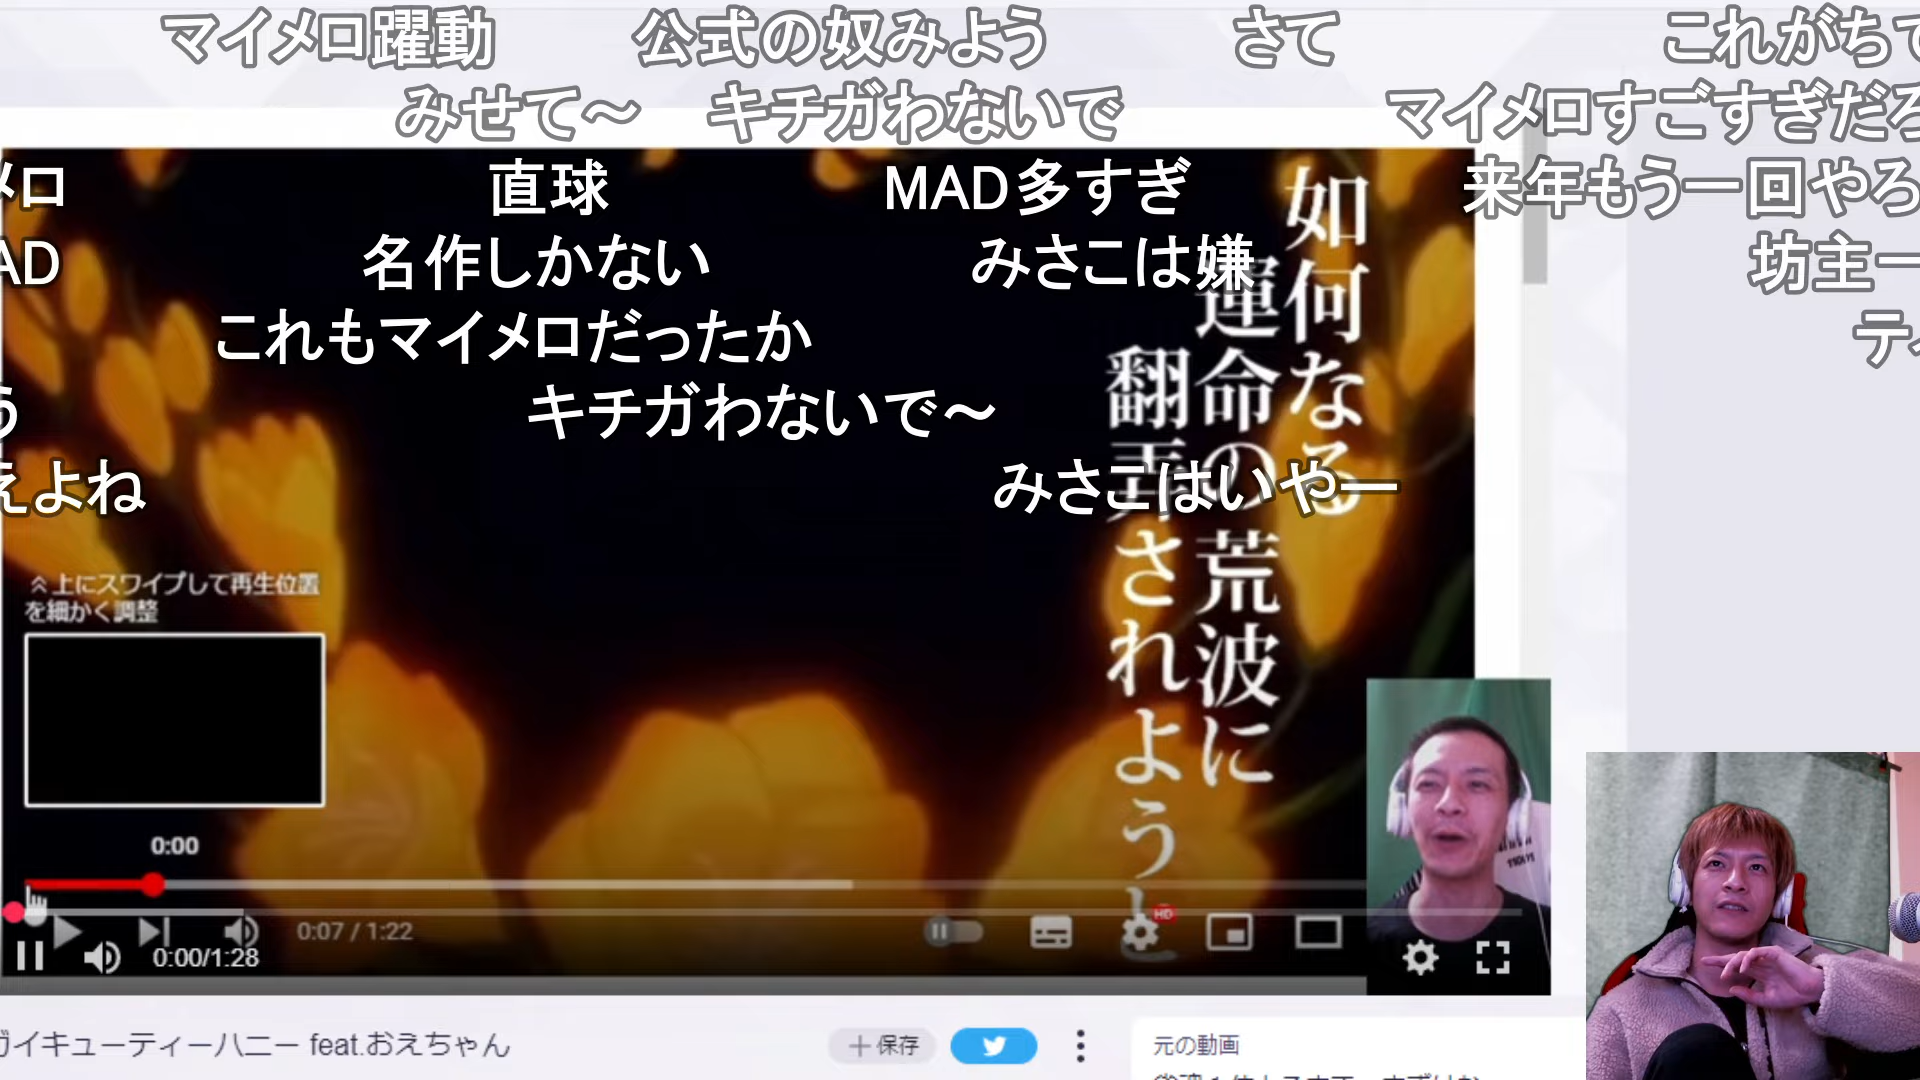 マイメロ躍動
公式の奴みよう
さて
これがちで
みせて～
キチガわないで
マイメロすごすぎだろ
メロ
直球
MAD多すぎ
来年もう一回やろ
AD
名作しかない
みさこは嫌
坊主一
これもマイメロだったか
テ
う
キチガわないで～
えよね
みさこはいやー
如何なる
運命の荒波に
翻弄されようと
︽上にスワイプして再生位置
を細かく調整
0:00
0:07 / 1:22
HD
0:00/1:28
ガイキューティーハニー feat.おえちゃん
＋保存
元の動画